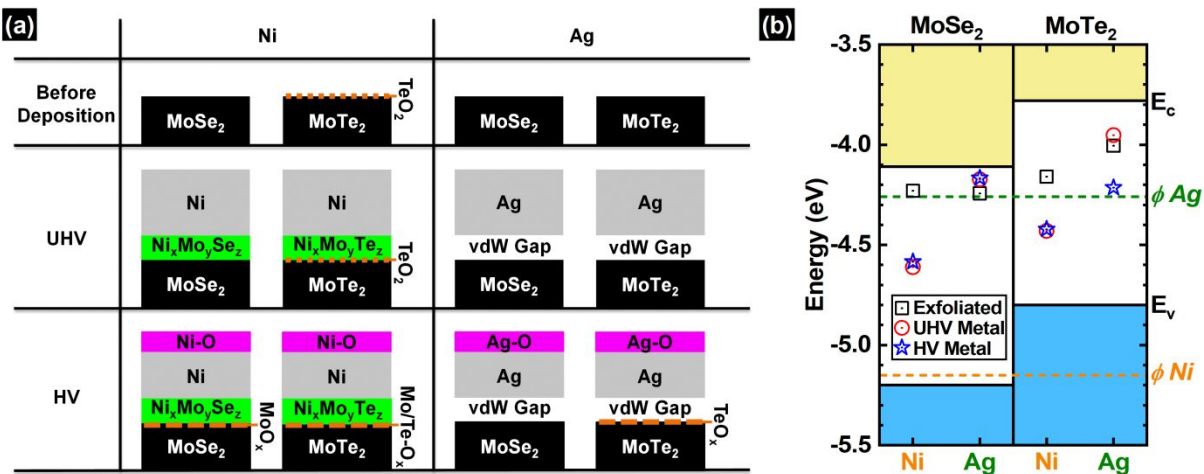 (a)
Ni
Ag
Before
Deposition
MoSe2
MoTe2
TeO2
MoSe2
MoTe2
UHV
Ni
NixMoySez
MoSe2
Ni
NixMoyTez
MoTe2
TeO2
Ag
vdW Gap
MoSe2
Ag
vdW Gap
MoTe2
HV
Ni-O
Ni
NixMoySez
MoSe2
MoOx
Ni-O
Ni
NixMoyTez
MoTe2
Mo/Te-Ox
Ag-O
Ag
vdW Gap
MoSe2
Ag-O
Ag
vdW Gap
MoTe2
TeOx
(b)
MoSe2
MoTe2
Energy (eV)
-3.5
-4.0
-4.5
-5.0
-5.5
Ec
ϕ Ag
Ev
ϕ Ni
Exfoliated
UHV Metal
HV Metal
Ni
Ag
Ni
Ag